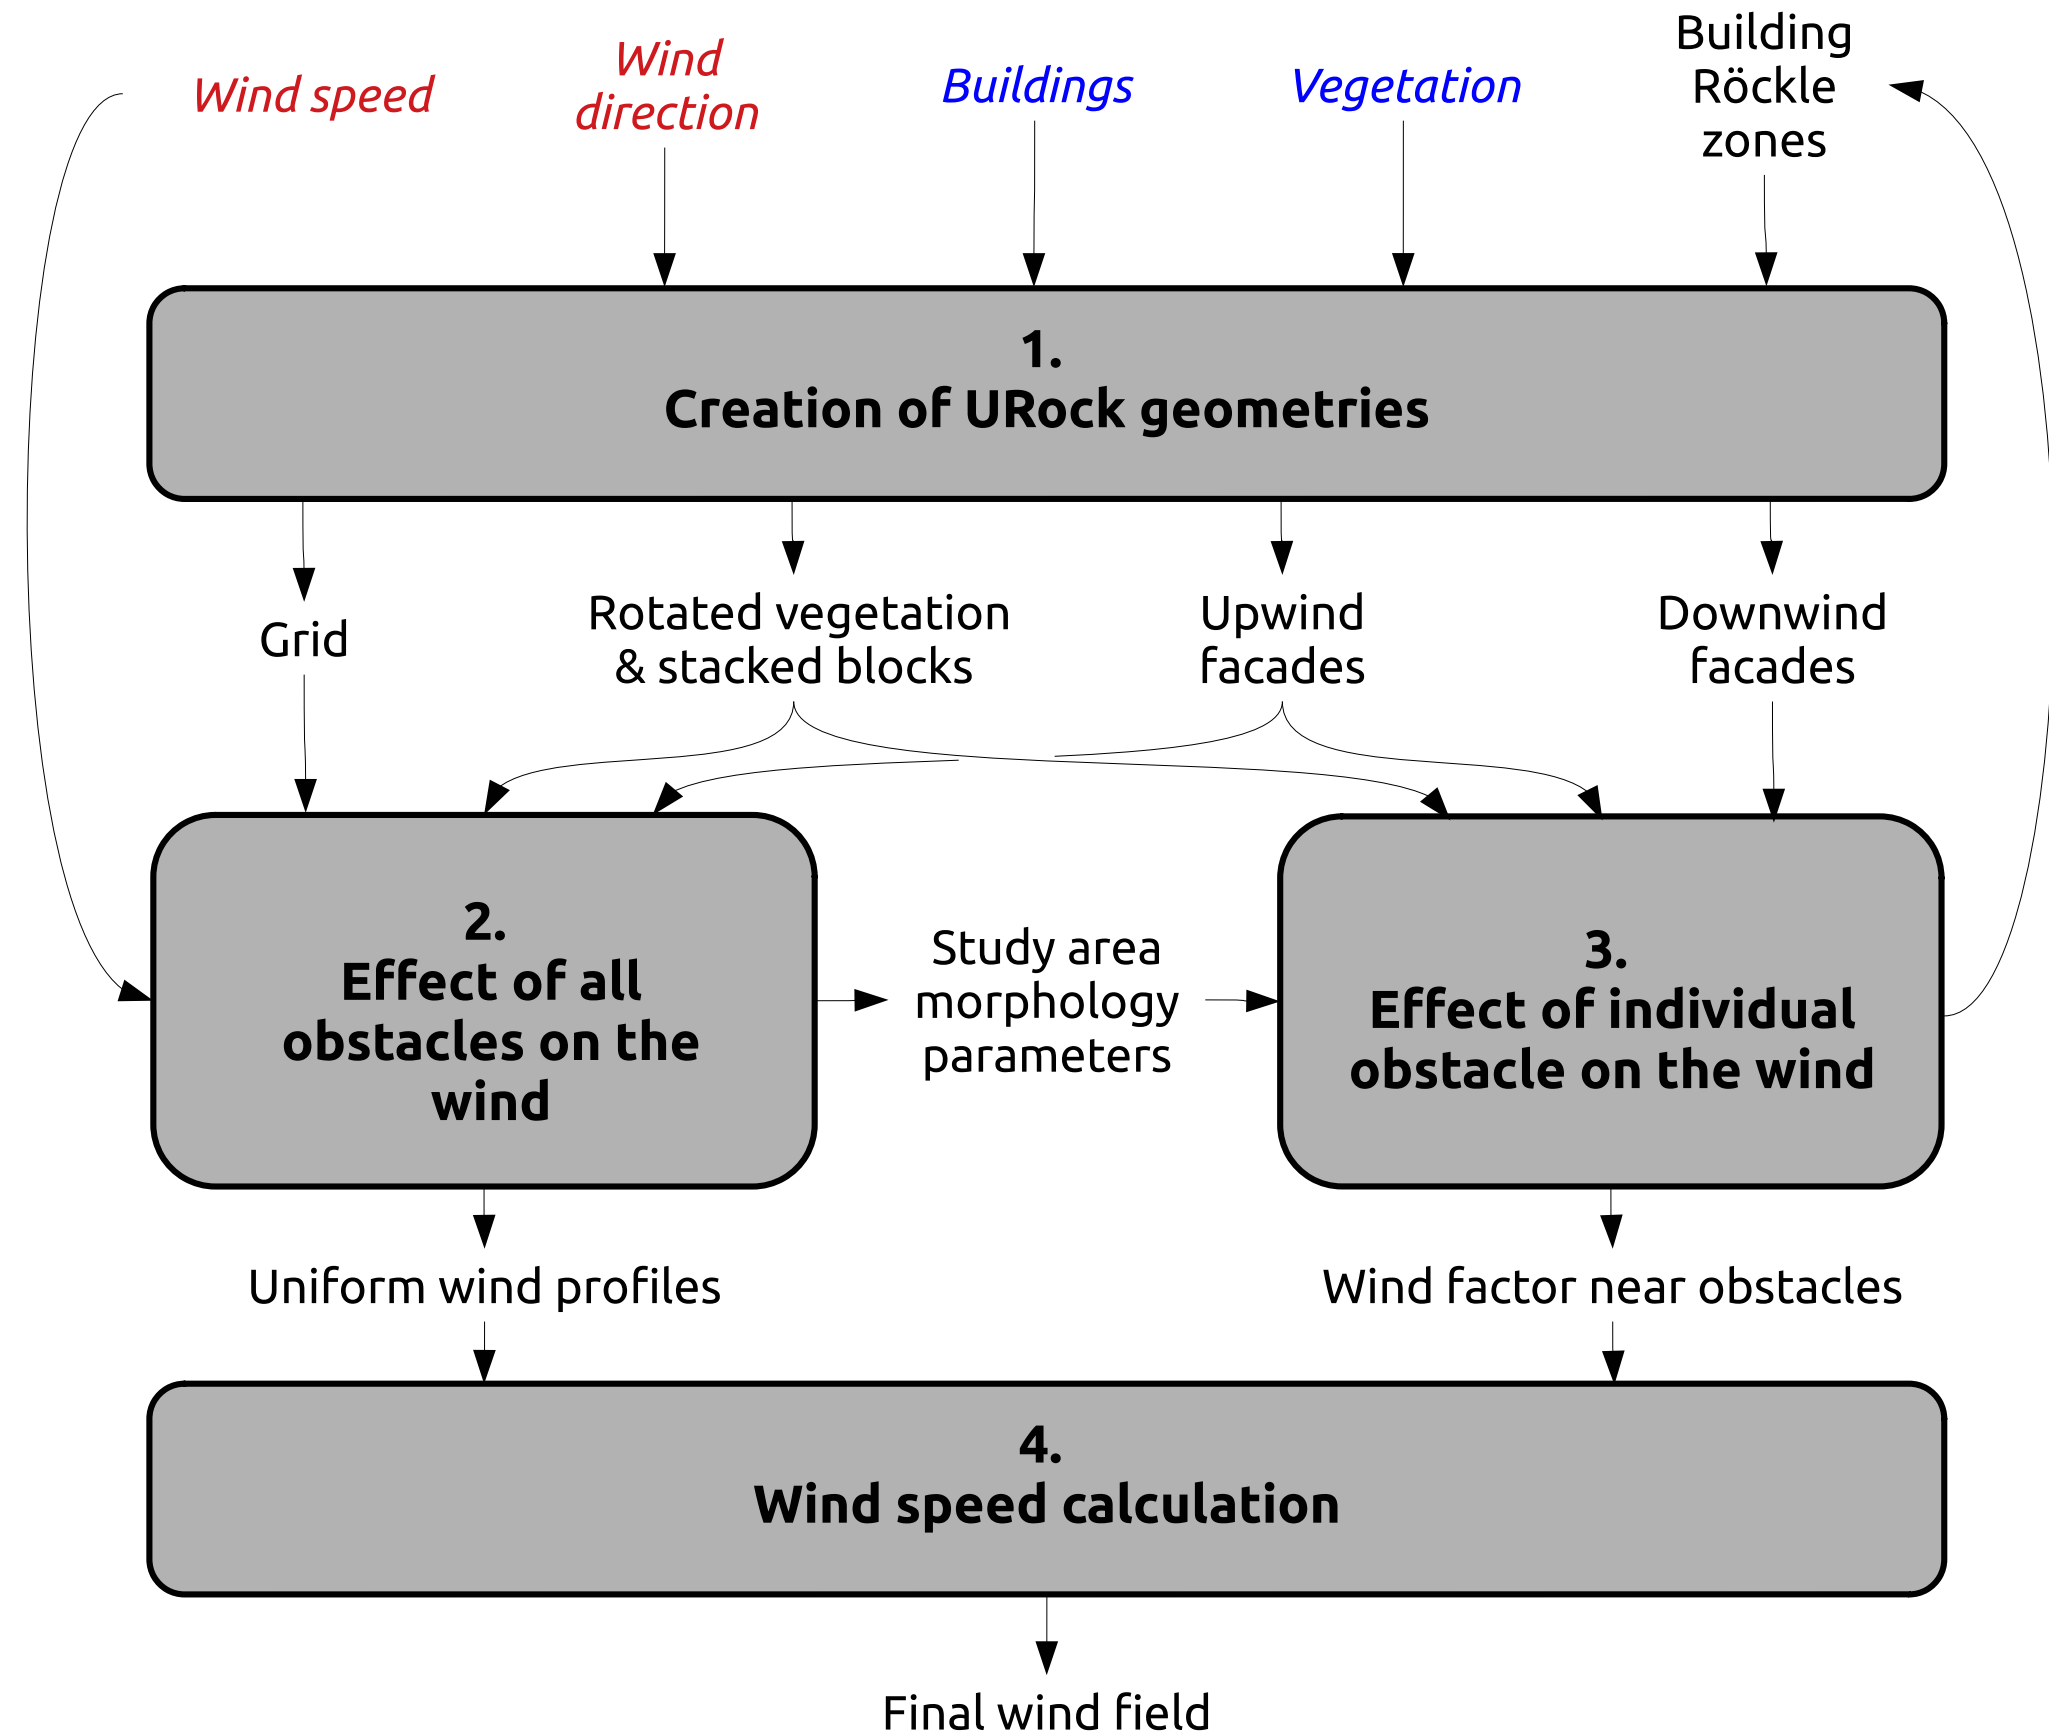 Wind speed
Wind
direction
Buildings
Vegetation
Building
Röckle
zones
1.
Creation of URock geometries
Grid
Rotated vegetation
& stacked blocks
Upwind
facades
Downwind
facades
2.
Effect of all
obstacles on the
wind
Study area
morphology
parameters
3.
Effect of individual
obstacle on the wind
Uniform wind profiles
Wind factor near obstacles
4.
Wind speed calculation
Final wind field